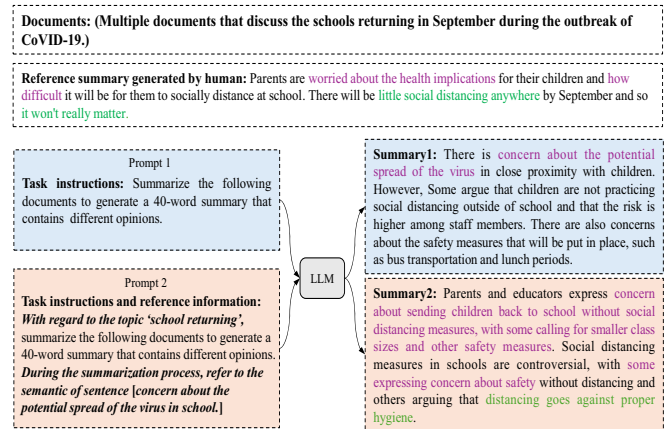 Documents: (Multiple documents that discuss the schools returning in September during the outbreak of
CoVID-19.)
Reference summary generated by human: Parents are worried about the health implications for their children and how
difficult it will be for them to socially distance at school. There will be little social distancing anywhere by September and so
it won't really matter.
Prompt 1
Task instructions: Summarize the following
documents to generate a 40-word summary that
contains different opinions.
Prompt 2
Task instructions and reference information:
With regard to the topic ‘school returning’,
summarize the following documents to generate a
40-word summary that contains different opinions.
During the summarization process, refer to the
semantic of sentence [concern about the
potential spread of the virus in school.]
LLM
Summary1: There is concern about the potential
spread of the virus in close proximity with children.
However, Some argue that children are not practicing
social distancing outside of school and that the risk is
higher among staff members. There are also concerns
about the safety measures that will be put in place, such
as bus transportation and lunch periods.
Summary2: Parents and educators express concern
about sending children back to school without social
distancing measures, with some calling for smaller class
sizes and other safety measures. Social distancing
measures in schools are controversial, with some
expressing concern about safety without distancing and
others arguing that distancing goes against proper
hygiene.